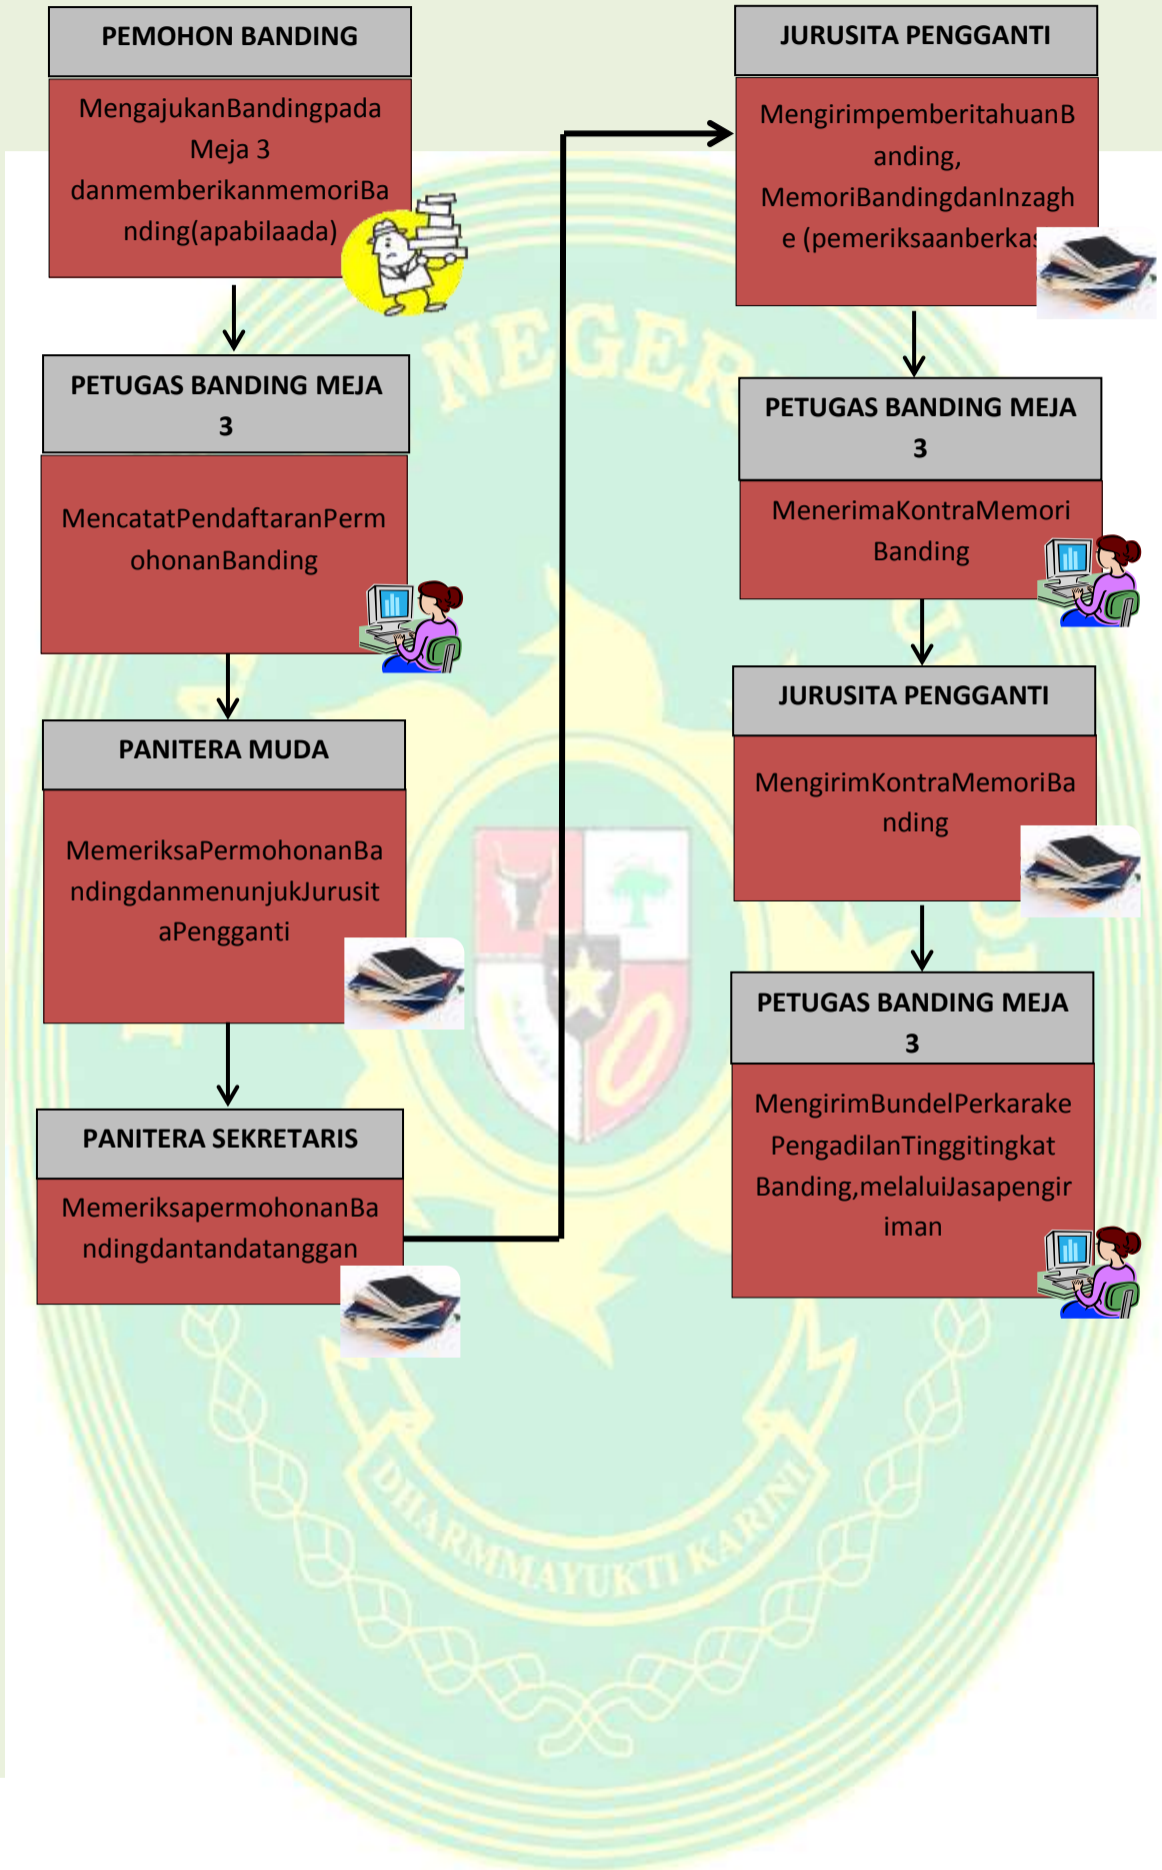 PEMOHON BANDING
MengajukanBandingpada
Meja 3
danmemberikanmemoriBa
nding(apabilaada)
PETUGAS BANDING MEJA
3
MencatatPendaftaranPerm
ohonanBanding
PANITERA MUDA
MemeriksaPermohonanBa
ndingdanmenunjukJurusit
aPengganti
PANITERA SEKRETARIS
MemeriksapermohonanBa
ndingdantandatanggan
JURUSITA PENGGANTI
MengirimpemberitahuanB
anding,
MemoriBandingdanInzagh
e (pemeriksaanberkas
PETUGAS BANDING MEJA
3
MenerimaKontraMemori
Banding
JURUSITA PENGGANTI
MengirimKontraMemoriBa
nding
PETUGAS BANDING MEJA
3
MengirimBundelPerkarake
PengadilanTinggitingkat
Banding,melaluiJasapengir
iman
NEGERI
DHARMMAYUKTI KARINI